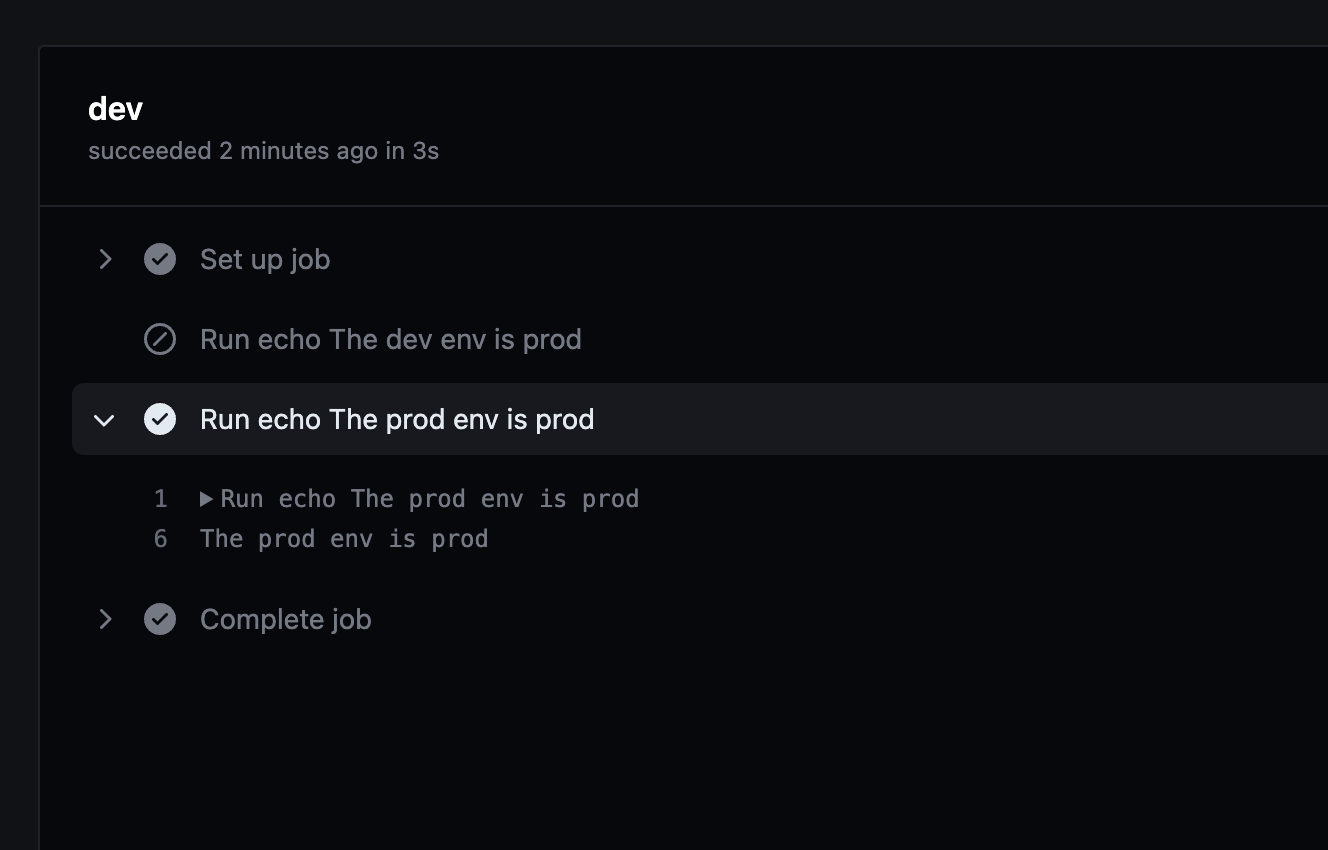 dev
succeeded 2 minutes ago in 3s
Set up job
Run echo The dev env is prod
Run echo The prod env is prod
1 Run echo The prod env is prod
6 The prod env is prod
Complete job